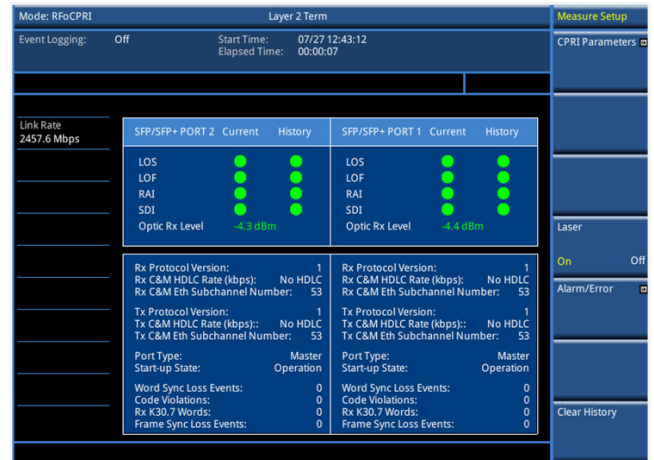 Mode: RFoCPRI Layer 2 Term Measure Setup
Event Logging: Off Start Time: 07/27 12:43:12
Elapsed Time: 00:00:07
CPRI Parameters
Link Rate
2457.6 Mbps
SFP/SFP+ PORT 2 Current History SFP/SFP+ PORT 1 Current History
LOS LOS
LOF LOF
RAI RAI
SDI SDI
Optic Rx Level -4.3 dBm Optic Rx Level -4.4 dBm
Laser
On Off
Alarm/Error
Rx Protocol Version: 1 Rx Protocol Version: 1
Rx C&M HDLC Rate (kbps): No HDLC Rx C&M HDLC Rate (kbps): No HDLC
Rx C&M Eth Subchannel Number: 53 Rx C&M Eth Subchannel Number: 53
Tx Protocol Version: 1 Tx Protocol Version: 1
Tx C&M HDLC Rate (kbps):: No HDLC Tx C&M HDLC Rate (kbps):: No HDLC
Tx C&M Eth Subchannel Number: 53 Tx C&M Eth Subchannel Number: 53
Port Type: Master Port Type: Master
Start-up State: Operation Start-up State: Operation
Word Sync Loss Events: 0 Word Sync Loss Events: 0
Code Violations: 0 Code Violations: 0
Rx K30.7 Words: 0 Rx K30.7 Words: 0
Frame Sync Loss Events: 0 Frame Sync Loss Events: 0
Clear History